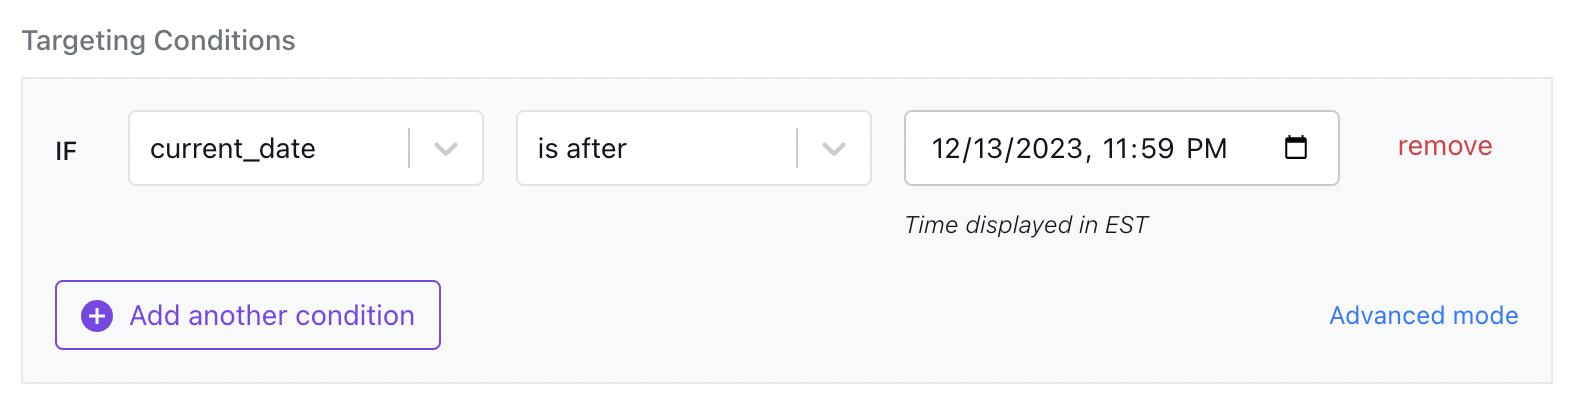 Targeting Conditions
IF current_date is after 12/13/2023, 11:59 PM remove
Time displayed in EST
Add another condition Advanced mode